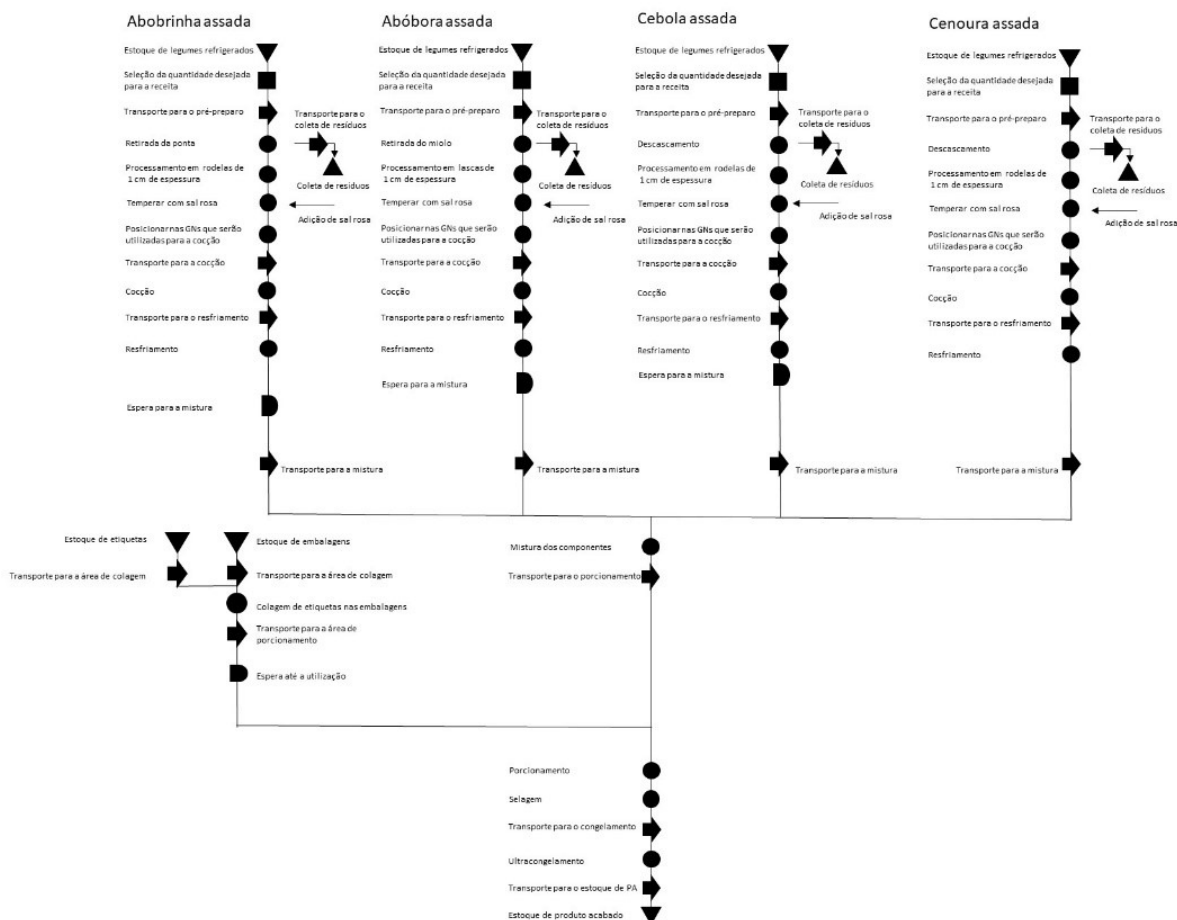 Abobrinha assada
Estoque de legumes refrigerados
Seleção da quantidade desejada
para a receita
Transporte para o pré-preparo
Transporte para o
coleta de resíduos
Retirada da ponta
Processamento em rodelas de
1 cm de espessura
Coleta de resíduos
Temperar com sal rosa
Adição de sal rosa
Posicionar nas GNs que serão
utilizadas para a cocção
Transporte para a cocção
Cocção
Transporte para o resfriamento
Resfriamento
Espera para a mistura
Transporte para a mistura
Abóbora assada
Estoque de legumes refrigerados
Seleção da quantidade desejada
para a receita
Transporte para o pré-preparo
Transporte para o
coleta de resíduos
Retirada do miolo
Processamento em lascas de
1 cm de espessura
Coleta de resíduos
Temperar com sal rosa
Adição de sal rosa
Posicionar nas GNs que serão
utilizadas para a cocção
Transporte para a cocção
Cocção
Transporte para o resfriamento
Resfriamento
Espera para a mistura
Transporte para a mistura
Cebola assada
Estoque de legumes refrigerados
Seleção da quantidade desejada
para a receita
Transporte para o pré-preparo
Transporte para o
coleta de resíduos
Descascamento
Processamento em rodelas de
1 cm de espessura
Coleta de resíduos
Temperar com sal rosa
Adição de sal rosa
Posicionar nas GNs que serão
utilizadas para a cocção
Transporte para a cocção
Cocção
Transporte para o resfriamento
Resfriamento
Espera para a mistura
Transporte para a mistura
Cenoura assada
Estoque de legumes refrigerados
Seleção da quantidade desejada
para a receita
Transporte para o pré-preparo
Transporte para o
coleta de resíduos
Descascamento
Processamento em rodelas de
1 cm de espessura
Coleta de resíduos
Temperar com sal rosa
Adição de sal rosa
Posicionar nas GNs que serão
utilizadas para a cocção
Transporte para a cocção
Cocção
Transporte para o resfriamento
Resfriamento
Transporte para a mistura
Estoque de etiquetas
Transporte para a área de colagem
Estoque de embalagens
Transporte para a área de colagem
Colagem de etiquetas nas embalagens
Transporte para a área de
porcionamento
Espera até a utilização
Mistura dos componentes
Transporte para o porcionamento
Porcionamento
Selagem
Transporte para o congelamento
Ultracongelamento
Transporte para o estoque de PA
Estoque de produto acabado